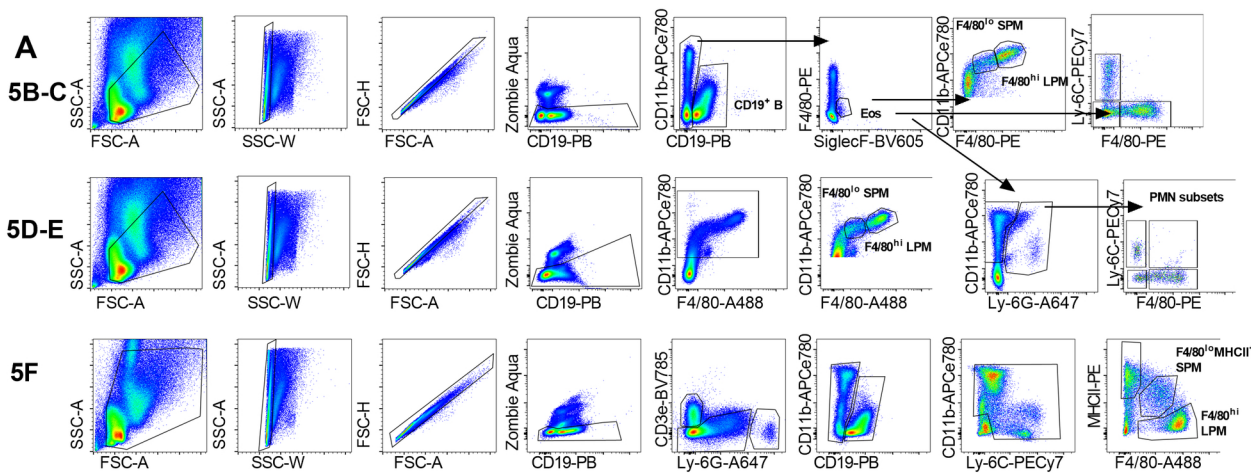 A
5B-C
SSC-A
FSC-A
SSC-A
SSC-W
FSC-H
FSC-A
Zombie Aqua
CD19-PB
CD11b-APCe780
CD19⁺ B
CD19-PB
F4/80-PE
Eos
SiglecF-BV605
CD11b-APCe780
F4/80ˡᵒ SPM
F4/80ʰⁱ LPM
F4/80-PE
Ly-6C-PECy7
F4/80-PE
5D-E
SSC-A
FSC-A
SSC-A
SSC-W
FSC-H
FSC-A
Zombie Aqua
CD19-PB
CD11b-APCe780
F4/80-A488
CD11b-APCe780
F4/80ˡᵒ SPM
F4/80ʰⁱ LPM
F4/80-A488
CD11b-APCe780
Ly-6G-A647
PMN subsets
Ly-6C-PECy7
F4/80-PE
5F
SSC-A
FSC-A
SSC-A
SSC-W
FSC-H
FSC-A
Zombie Aqua
CD19-PB
CD3e-BV785
Ly-6G-A647
CD11b-APCe780
CD19-PB
CD11b-APCe780
Ly-6C-PECy7
MHCII-PE
F4/80ˡᵒMHCII
SPM
F4/80ʰⁱ
LPM
F4/80-A488